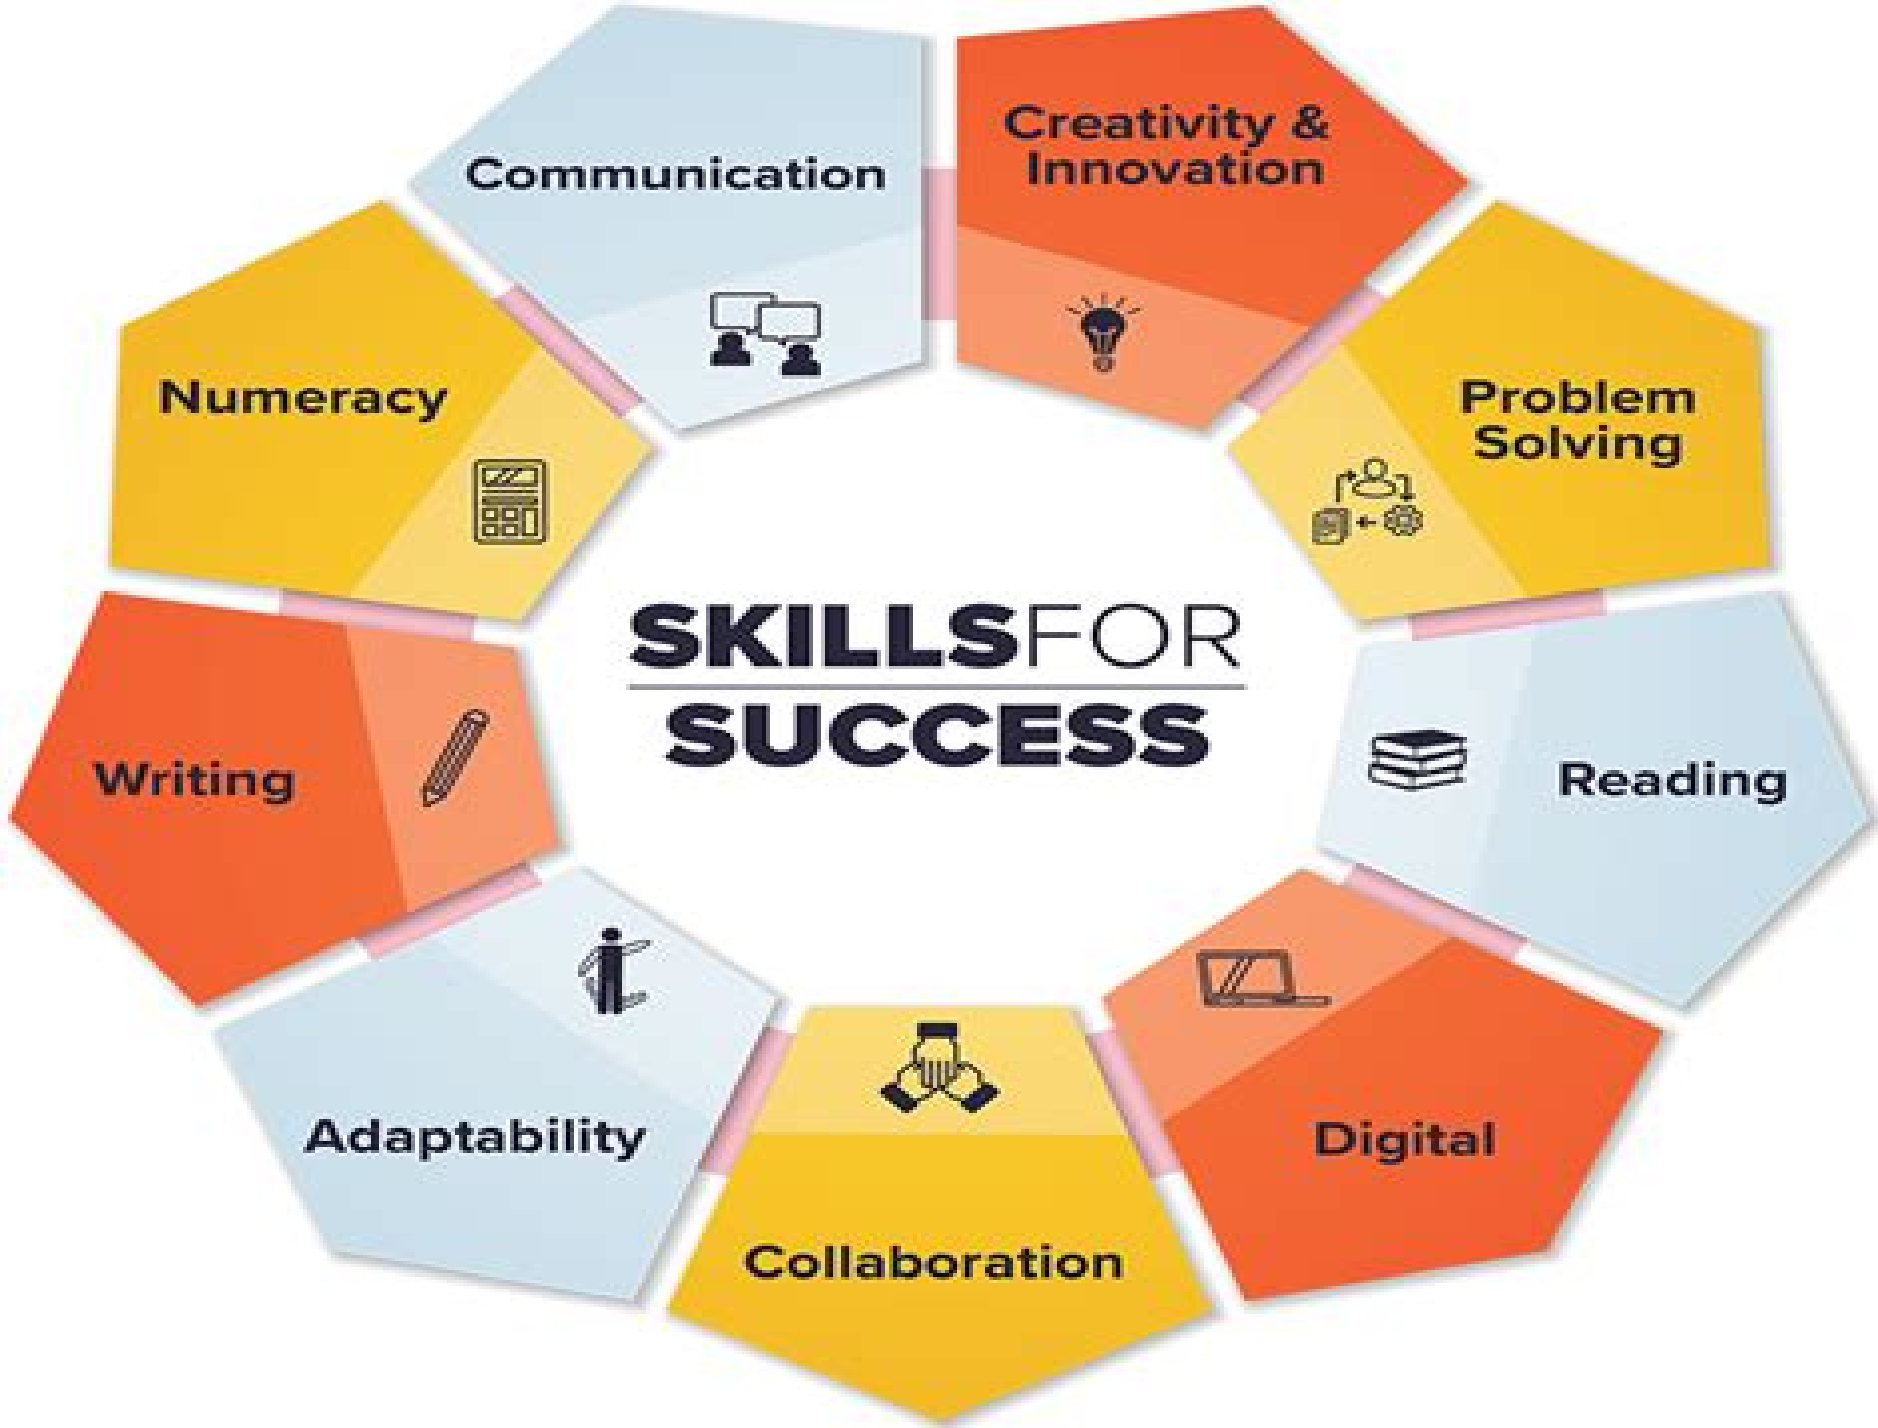 Communication
Creativity &
Innovation
Numeracy
Problem
Solving
SKILLSFOR
SUCCESS
Writing
Reading
Adaptability
Digital
Collaboration